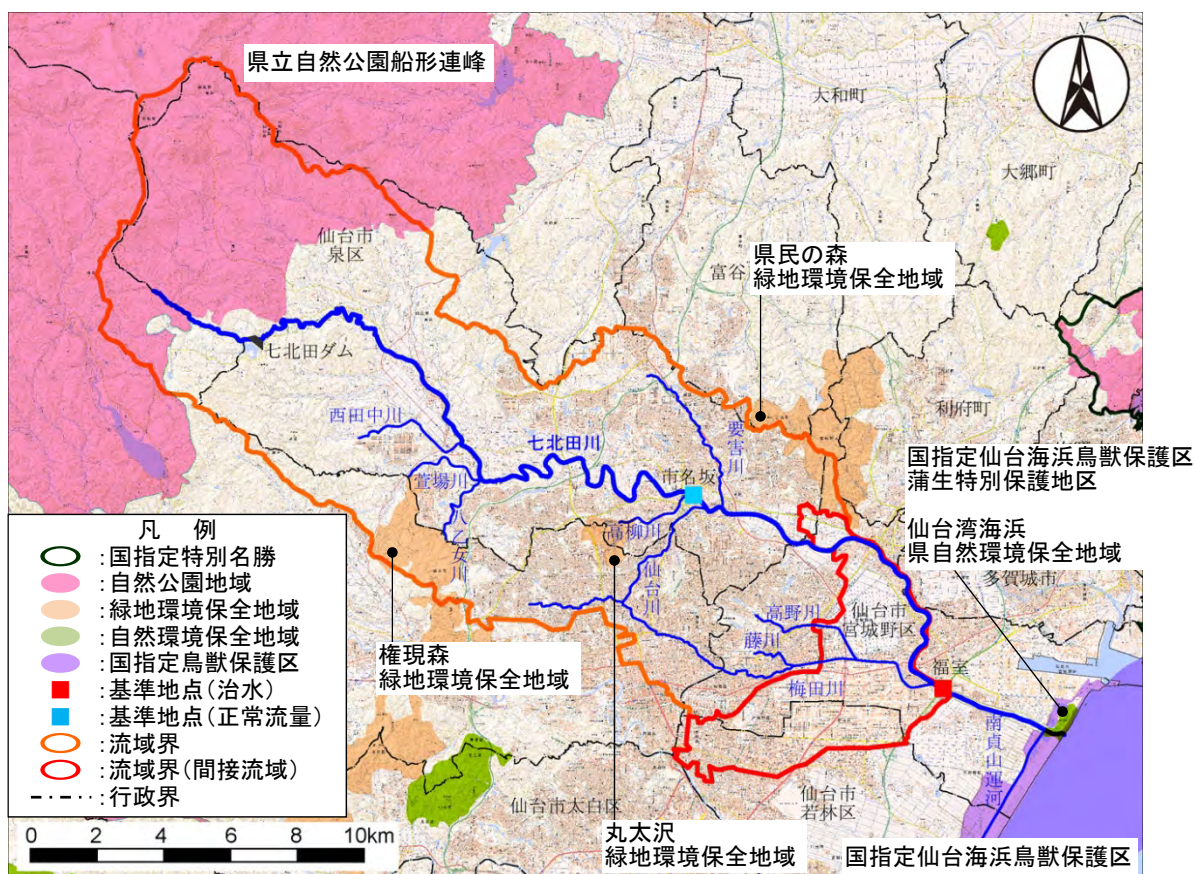 県立自然公園船形連峰
N
大和町
大郷町
仙台市
泉区
県民の森
緑地環境保全地域
富谷
七北田ダム
西田中川
七北田川
要害川
利府町
市名坂
萱場川
国指定仙台海浜鳥獣保護区
蒲生特別保護地区
八乙女川
高柳川
仙台川
仙台湾海浜
県自然環境保全地域
多賀城市
高野川
仙台市
宮城野区
藤川
福室
梅田川
権現森
緑地環境保全地域
南貞山運河
仙台市太白区
仙台市
若林区
丸太沢
緑地環境保全地域
国指定仙台海浜鳥獣保護区
凡 例
:国指定特別名勝
:自然公園地域
:緑地環境保全地域
:自然環境保全地域
:国指定鳥獣保護区
:基準地点(治水)
:基準地点(正常流量)
:流域界
:流域界(間接流域)
:行政界
0 2 4 6 8 10km